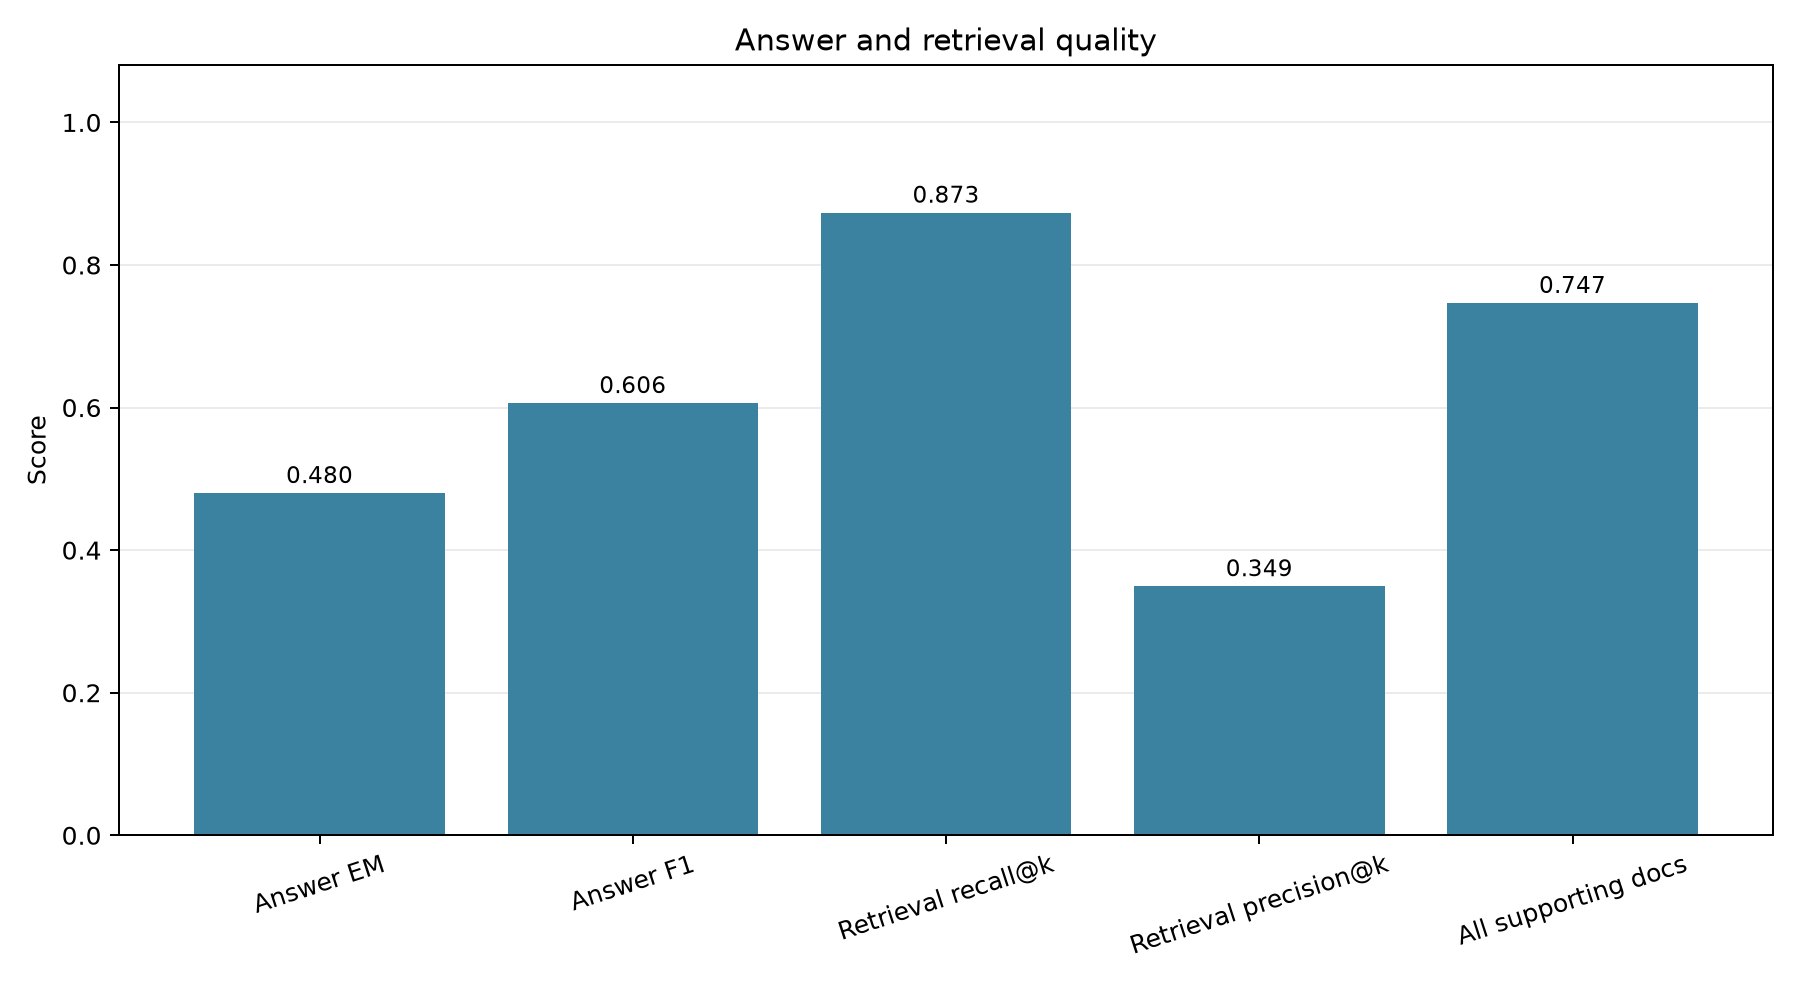 Answer and retrieval quality
Score
1.0
0.8
0.6
0.4
0.2
0.0
0.480
0.606
0.873
0.349
0.747
Answer EM
Answer F1
Retrieval recall@k
Retrieval precision@k
All supporting docs